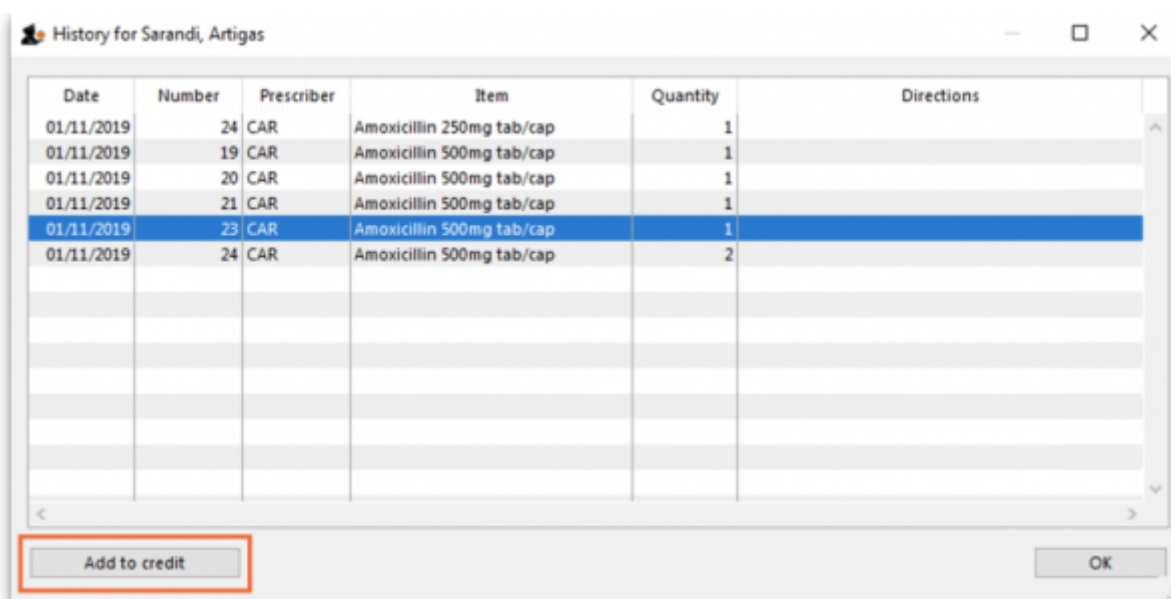 History for Sarandi, Artigas
Date Number Prescriber Item Quantity Directions
01/11/2019 24 CAR Amoxicillin 250mg tab/cap 1
01/11/2019 19 CAR Amoxicillin 500mg tab/cap 1
01/11/2019 20 CAR Amoxicillin 500mg tab/cap 1
01/11/2019 21 CAR Amoxicillin 500mg tab/cap 1
01/11/2019 23 CAR Amoxicillin 500mg tab/cap 1
01/11/2019 24 CAR Amoxicillin 500mg tab/cap 2
Add to credit OK